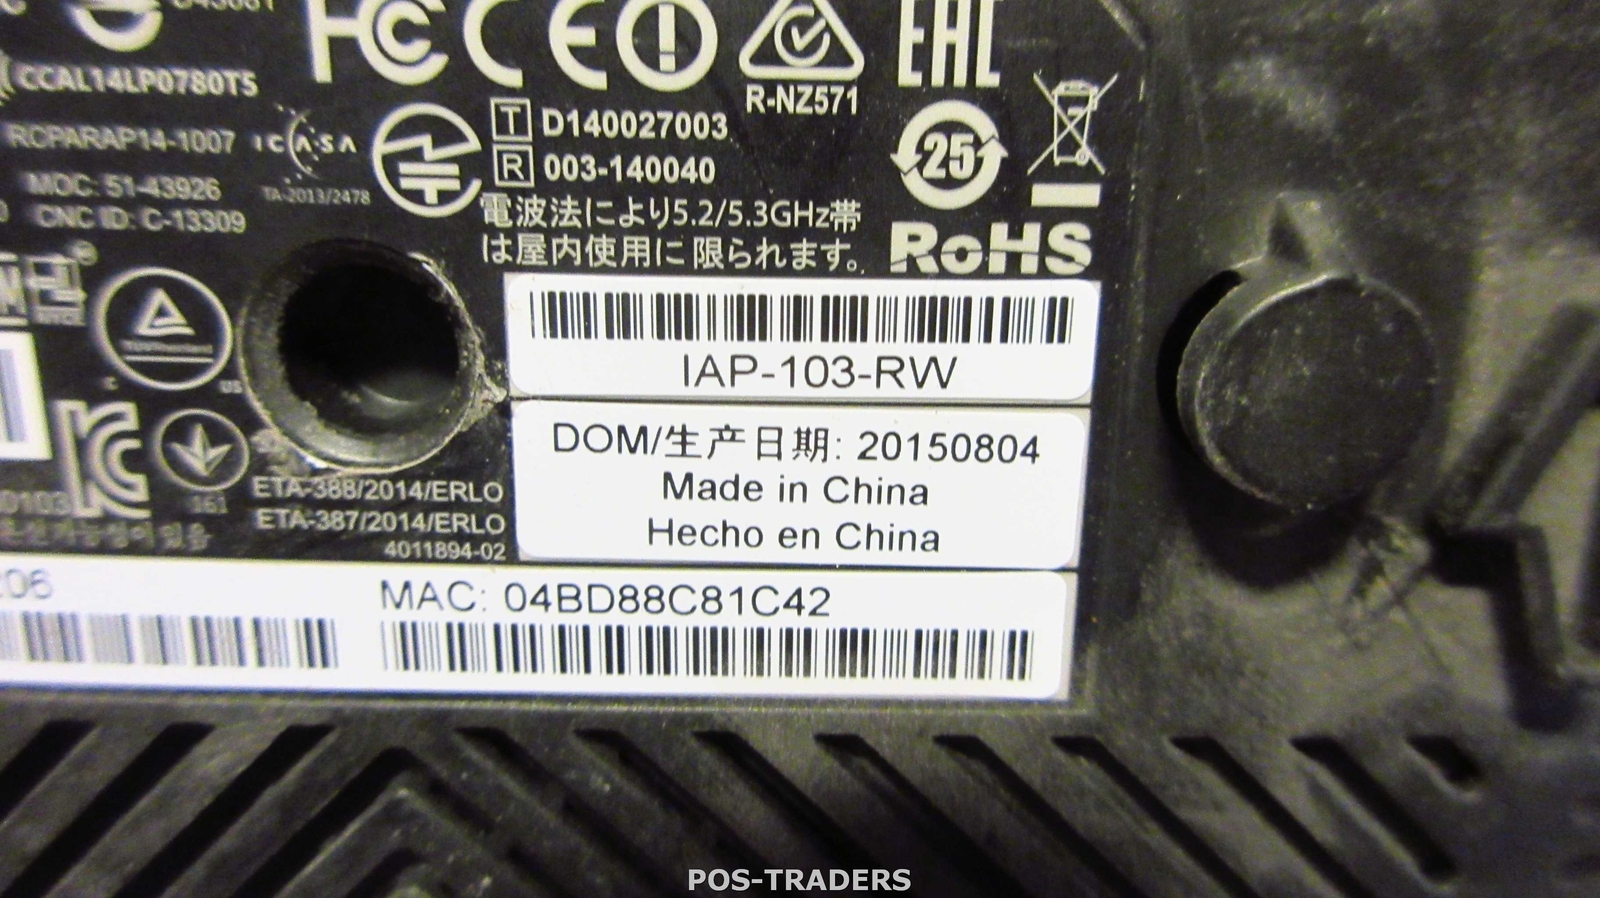 CCAL14LP0780T5
R-NZ571
EAC
RCPARAP14-1007
ICASA
TA-2013/2478
T D140027003
R 003-140040
25
MOC: 51-43926
CNC ID: C-13309
電波法により5.2/5.3GHz帯
は屋内使用に限られます。
RoHS
IAP-103-RW
DOM/生产日期: 20150804
Made in China
Hecho en China
161
ETA-388/2014/ERLO
ETA-387/2014/ERLO
4011894-02
MAC: 04BD88C81C42
POS-TRADERS